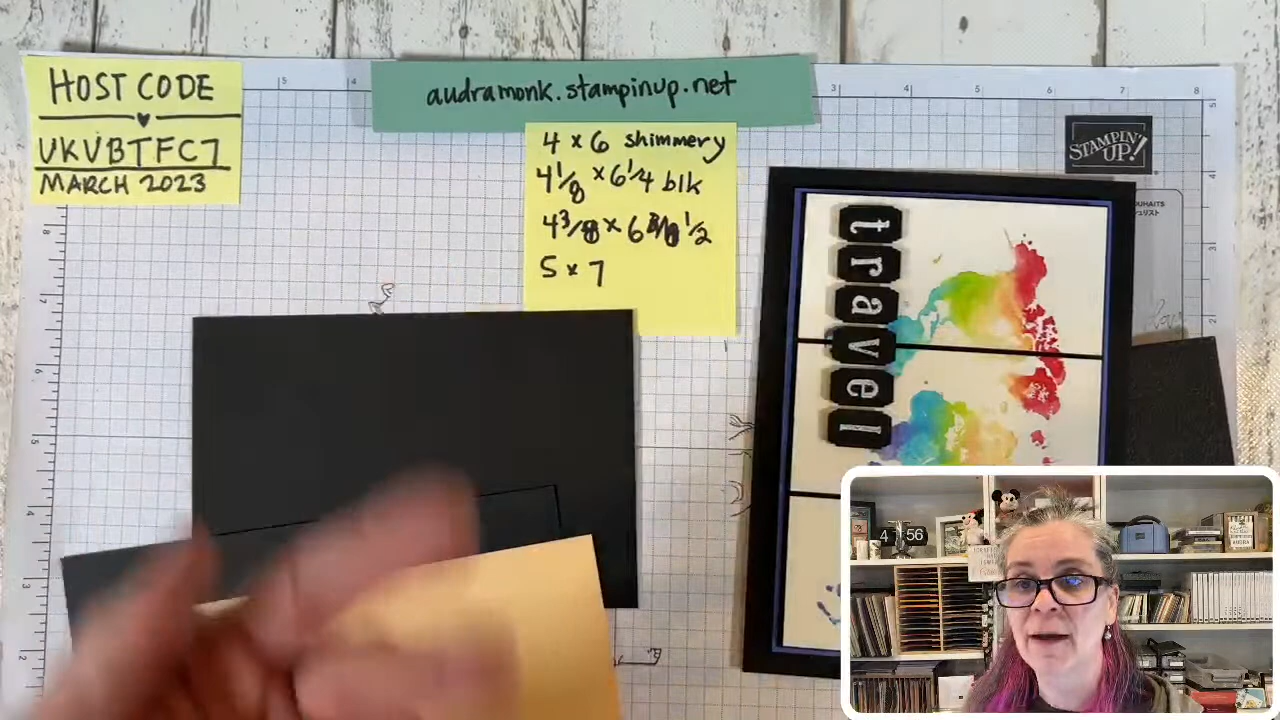 HOST CODE
VKVBTFC7
MARCH 2023
audramonk.stampinup.net
4 x 6 shimmery
4 1/8 x 6 1/4 blk
4 3/8 x 6 1/2
5 x 7
STAMPIN'
UP!
travel
4 56